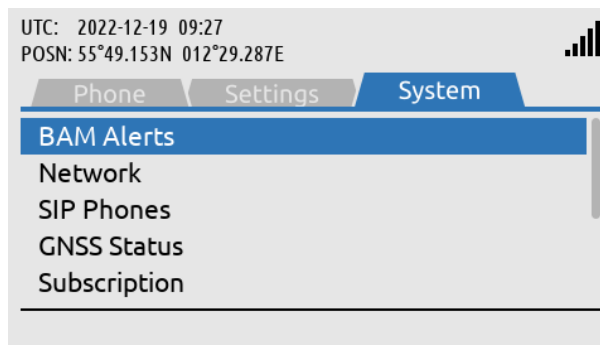 UTC: 2022-12-19 09:27
POSN: 55°49.153N 012°29.287E
Phone Settings System
BAM Alerts
Network
SIP Phones
GNSS Status
Subscription